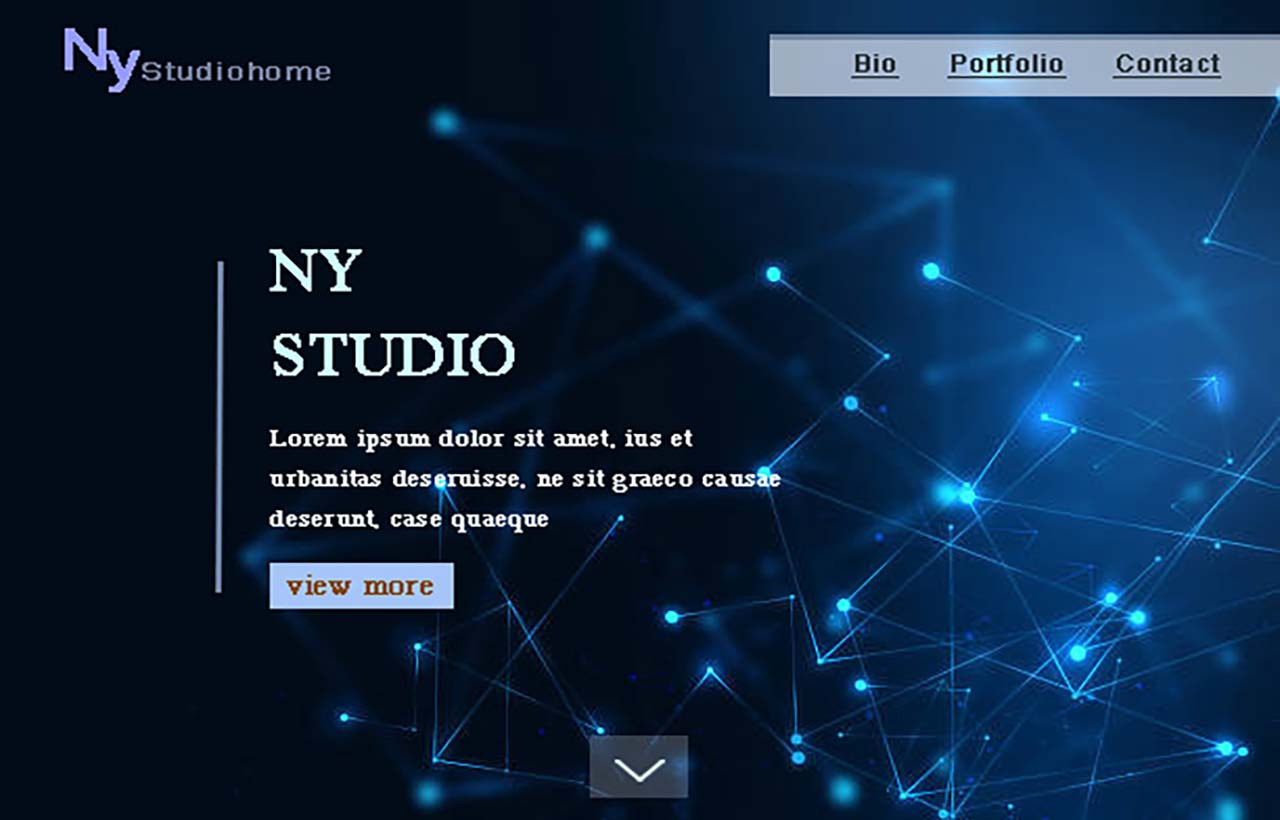 Ny Studiohome
Bio Portfolio Contact
NY
STUDIO
Lorem ipsum dolor sit amet, ius et
urbanitas deseruisse, ne sit graeco causae
deserunt, case quaeque
view more